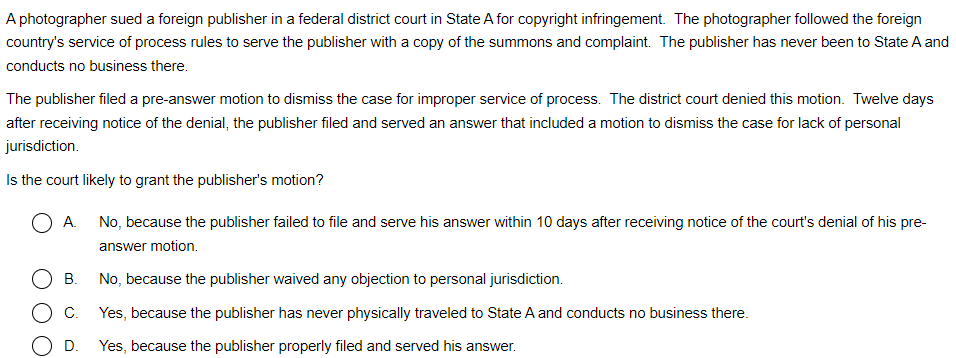 A photographer sued a foreign publisher in a federal district court in State A for copyright infringement.  The photographer followed the foreign
country's service of process rules to serve the publisher with a copy of the summons and complaint.  The publisher has never been to State A and
conducts no business there.
The publisher filed a pre-answer motion to dismiss the case for improper service of process.  The district court denied this motion.  Twelve days
after receiving notice of the denial, the publisher filed and served an answer that included a motion to dismiss the case for lack of personal
jurisdiction.
Is the court likely to grant the publisher's motion?
A. No, because the publisher failed to file and serve his answer within 10 days after receiving notice of the court's denial of his pre-
answer motion.
B. No, because the publisher waived any objection to personal jurisdiction.
C. Yes, because the publisher has never physically traveled to State A and conducts no business there.
D. Yes, because the publisher properly filed and served his answer.